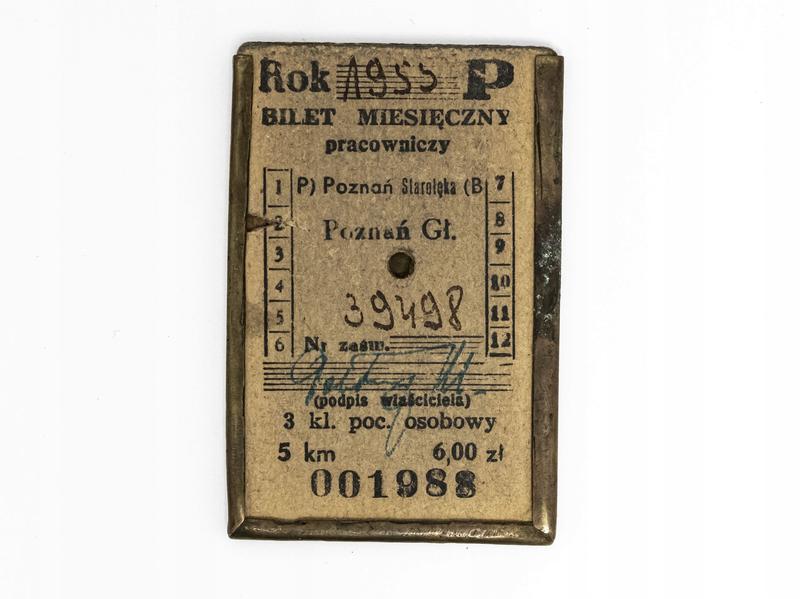 Rok 1955 P
BILET MIESIĘCZNY
pracowniczy
1 P) Poznań Starołęka (B 7
2 Poznań Gł. 8
3 9
4 10
5 39498 11
6 Nr zaśw. 12
(podpis właściciela)
3 kl. poc. osobowy
5 km 6,00 zł
001988